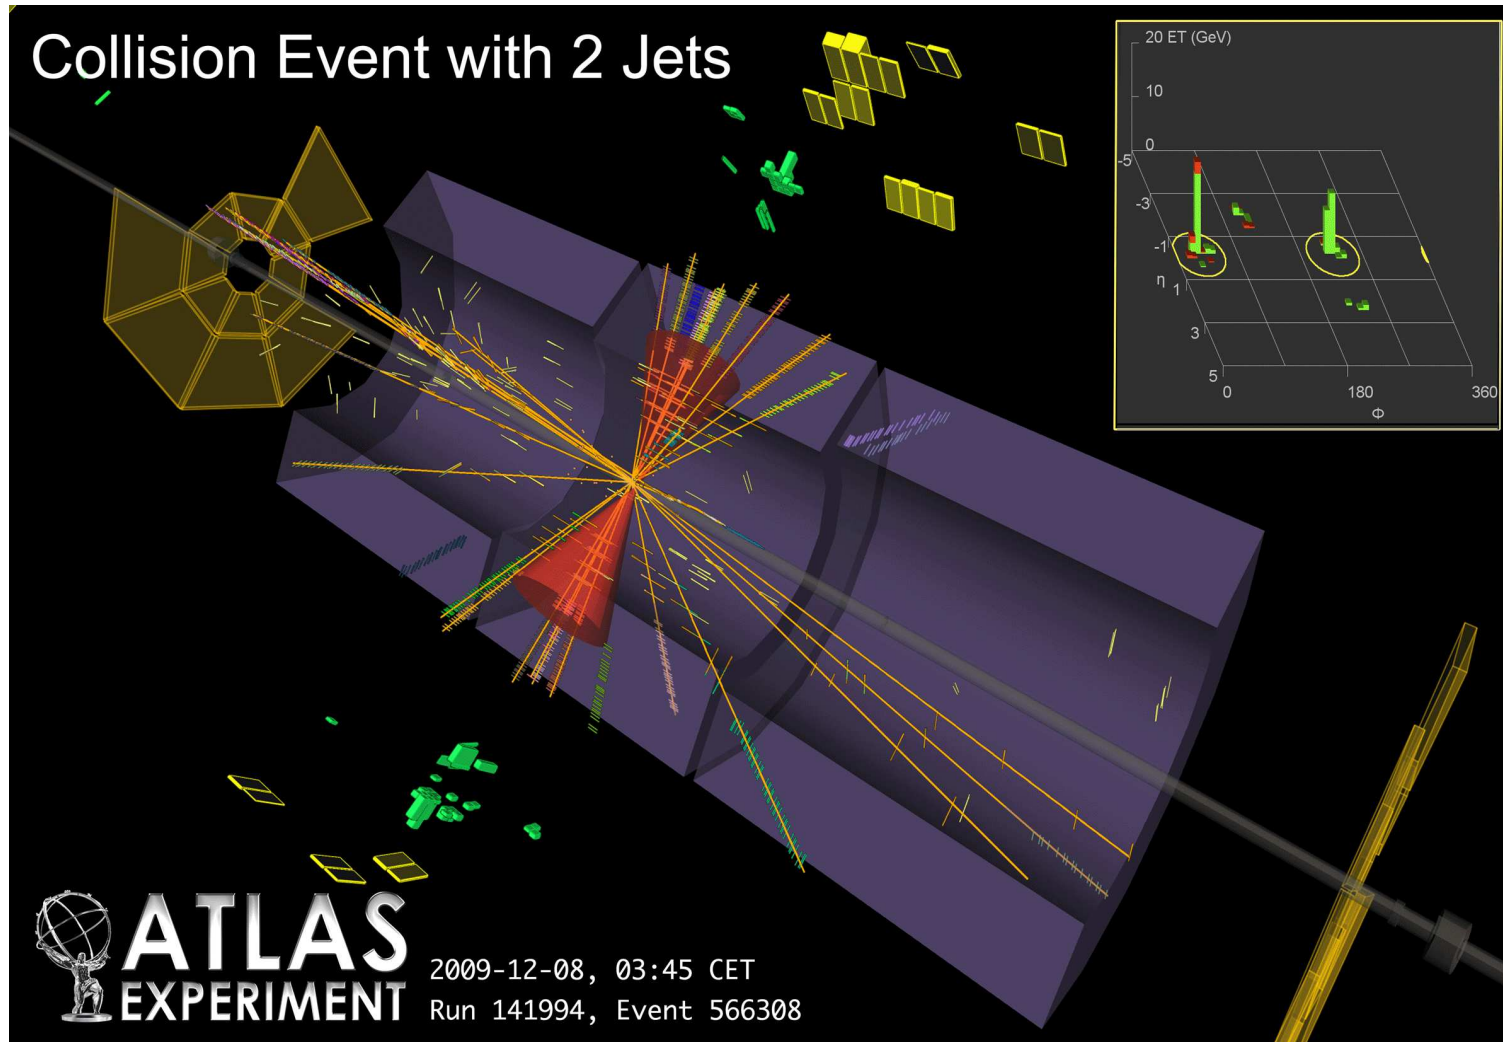 Collision Event with 2 Jets
20 ET (GeV)
10
0
-5
-3
-1
η
1
3
5
0
180
360
Φ
ATLAS
EXPERIMENT
2009-12-08, 03:45 CET
Run 141994, Event 566308